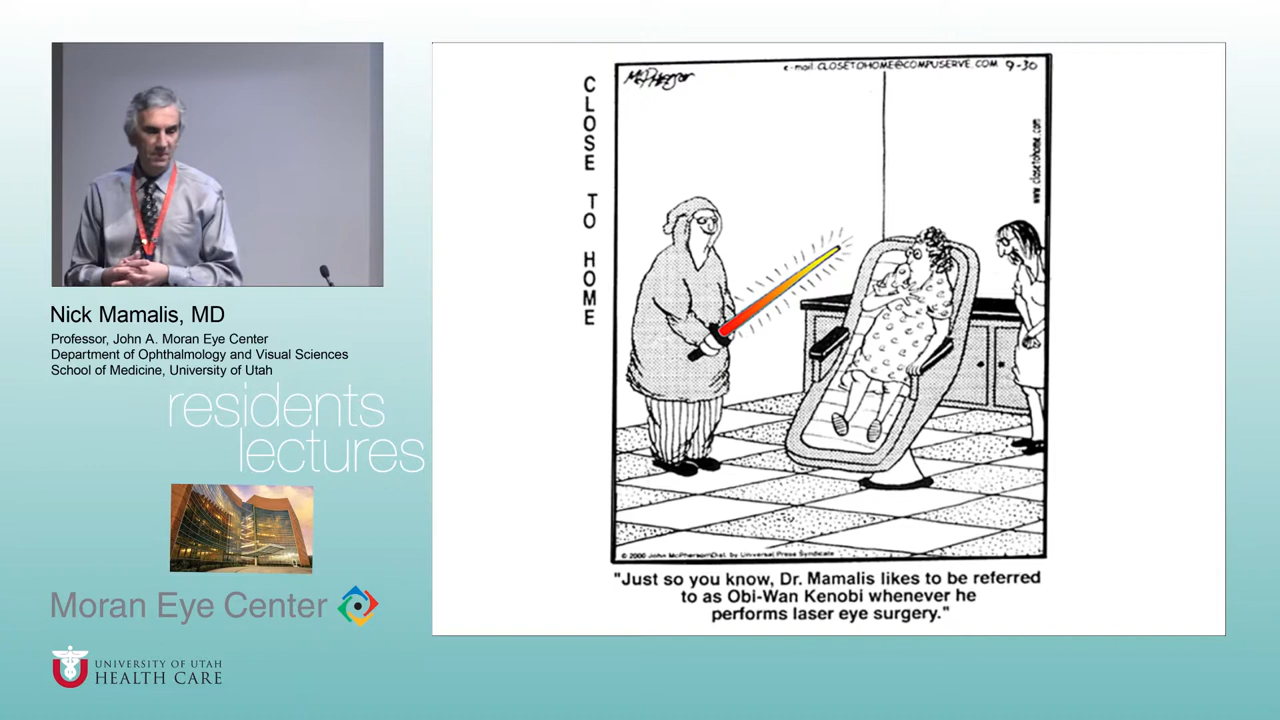 Nick Mamalis, MD
Professor, John A. Moran Eye Center
Department of Ophthalmology and Visual Sciences
School of Medicine, University of Utah
residents
lectures
Moran Eye Center
UNIVERSITY OF UTAH
HEALTH CARE
CLOSE TO HOME
McPherson
e-mail: CLOSETOHOME@COMPUSERVE.COM 9-30
www.closetohome.com
© 2000 John McPherson/Dist. by Universal Press Syndicate
"Just so you know, Dr. Mamalis likes to be referred
to as Obi-Wan Kenobi whenever he
performs laser eye surgery."